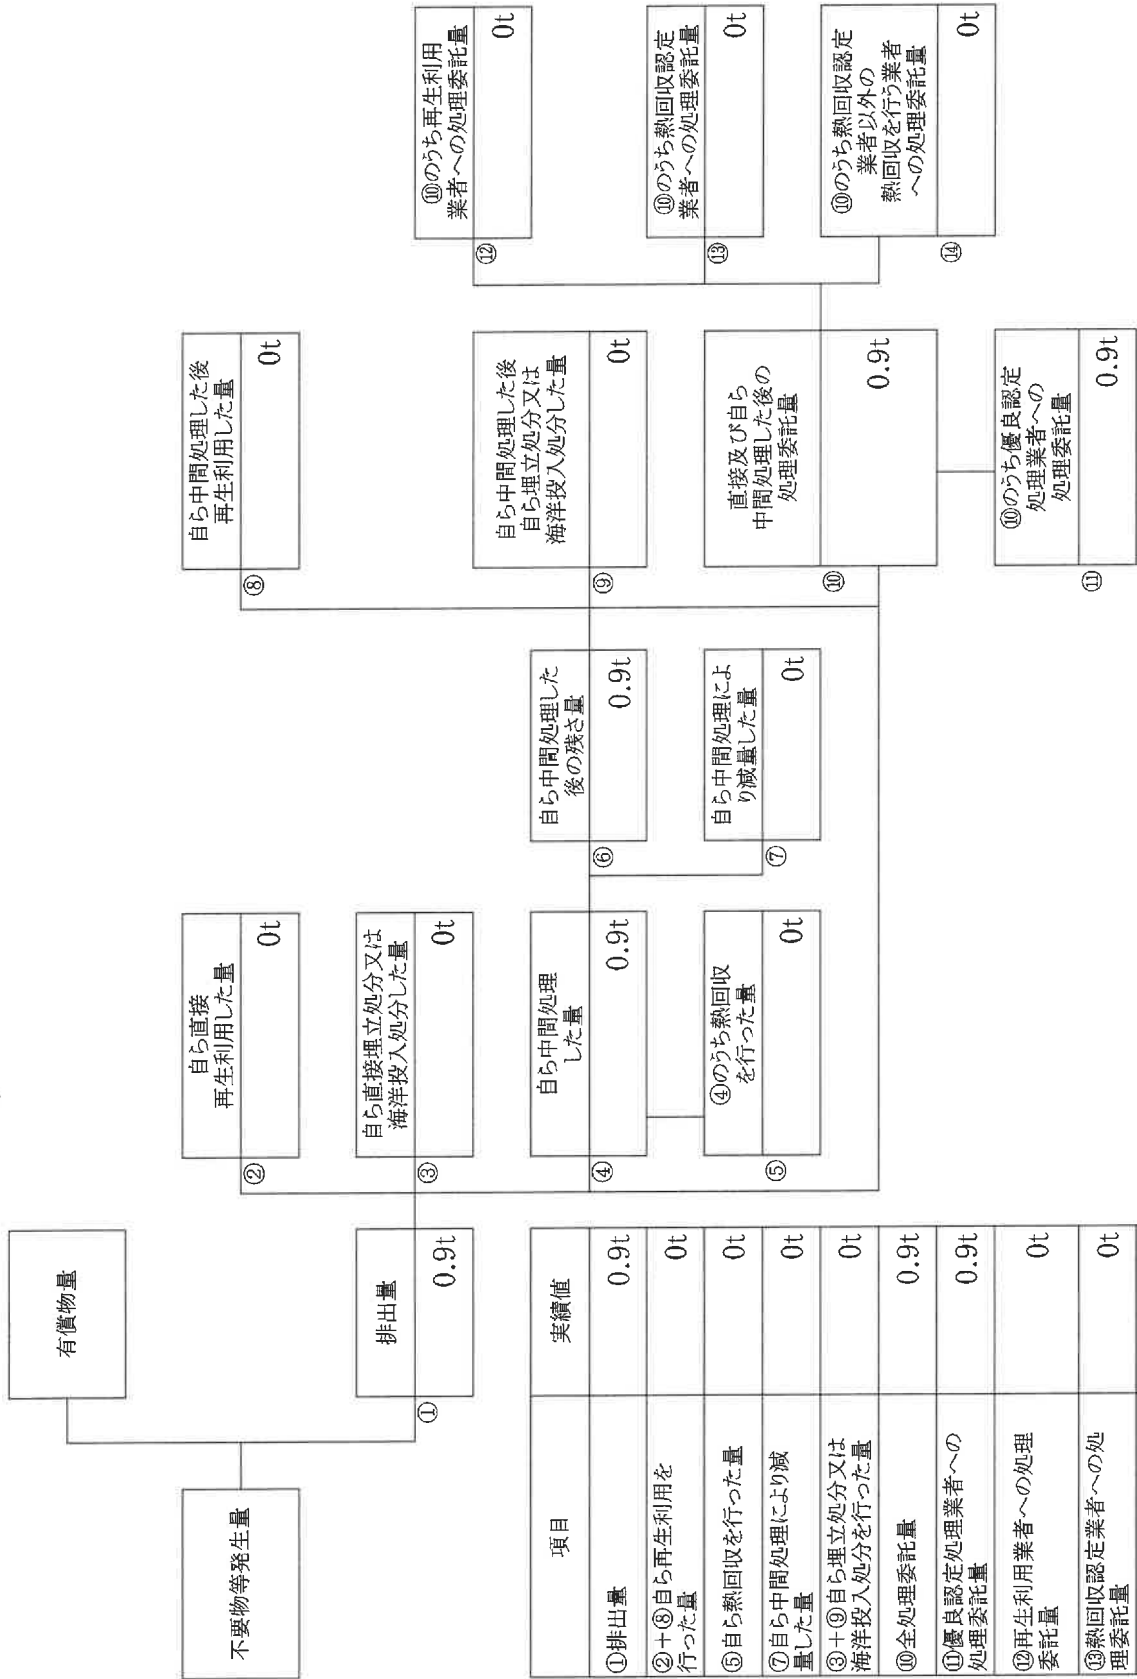 不要物等発生量
有償物量
排出量
① 0.9t
自ら直接
再生利用した量
② 0t
自ら直接埋立処分又は
海洋投入処分した量
③ 0t
自ら中間処理
した量
④ 0.9t
④のうち熱回収
を行った量
⑤ 0t
自ら中間処理した
後の残さ量
⑥ 0.9t
自ら中間処理によ
り減量した量
⑦ 0t
自ら中間処理した後
再生利用した量
⑧ 0t
自ら中間処理した後
自ら埋立処分又は
海洋投入処分した量
⑨ 0t
直接及び自ら
中間処理した後の
処理委託量
⑩ 0.9t
⑩のうち優良認定
処理業者への
処理委託量
⑪ 0.9t
⑩のうち再生利用
業者への処理委託量
⑫ 0t
⑩のうち熱回収認定
業者への処理委託量
⑬ 0t
⑩のうち熱回収認定
業者以外の
熱回収を行う業者
への処理委託量
⑭ 0t
項目 実績値
①排出量 0.9t
②+⑧自ら再生利用を
行った量 0t
⑤自ら熱回収を行った量 0t
⑦自ら中間処理により減
量した量 0t
③+⑨自ら埋立処分又は
海洋投入処分を行った量 0t
⑩全処理委託量 0.9t
⑪優良認定処理業者への
処理委託量 0.9t
⑫再生利用業者への処理
委託量 0t
⑬熱回収認定業者への処
理委託量 0t